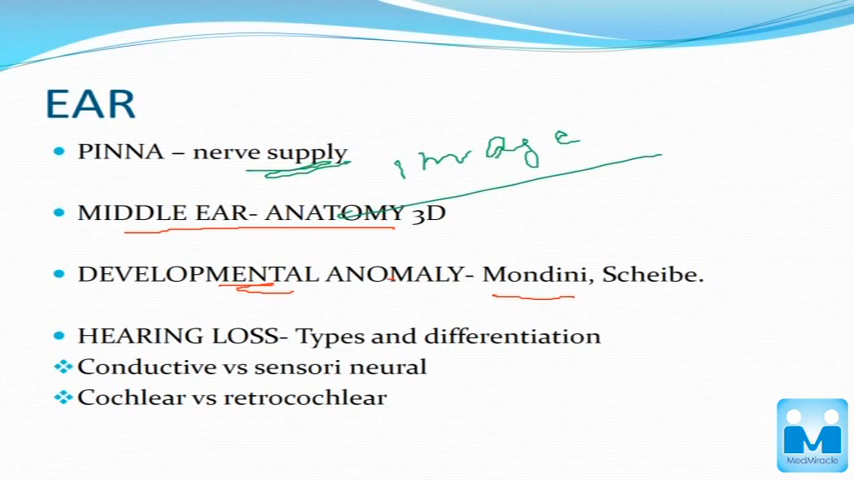 EAR
PINNA – nerve supply
image
MIDDLE EAR- ANATOMY 3D
DEVELOPMENTAL ANOMALY- Mondini, Scheibe.
HEARING LOSS- Types and differentiation
Conductive vs sensori neural
Cochlear vs retrocochlear
MedMiracle